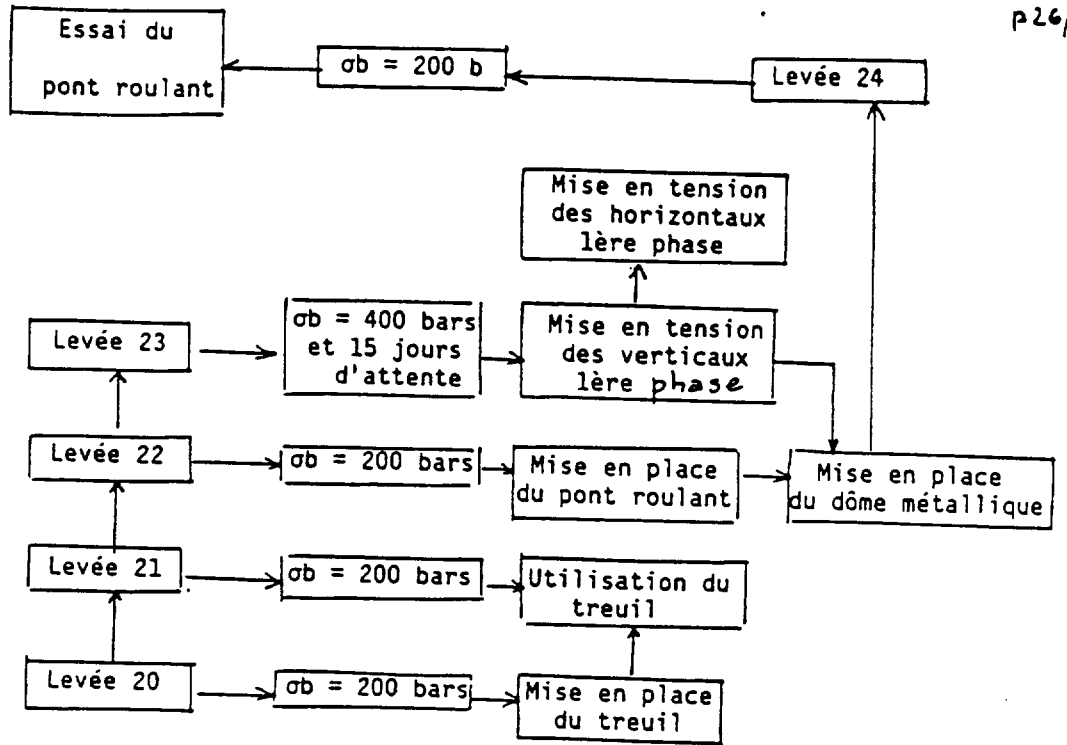 p26/
Essai du
pont roulant
σb = 200 b
Levée 24
Mise en tension
des horizontaux
1ère phase
Levée 23
σb = 400 bars
et 15 jours
d'attente
Mise en tension
des verticaux
1ère phase
Levée 22
σb = 200 bars
Mise en place
du pont roulant
Mise en place
du dôme métallique
Levée 21
σb = 200 bars
Utilisation du
treuil
Levée 20
σb = 200 bars
Mise en place
du treuil